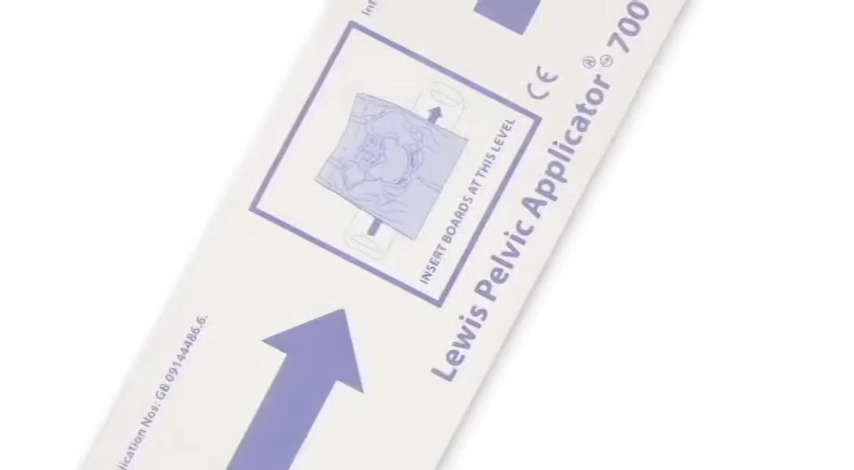 INSERT BOARDS AT THIS LEVEL
CE
Lewis Pelvic Applicator® 700
lication Nos: GB 09144486.6.